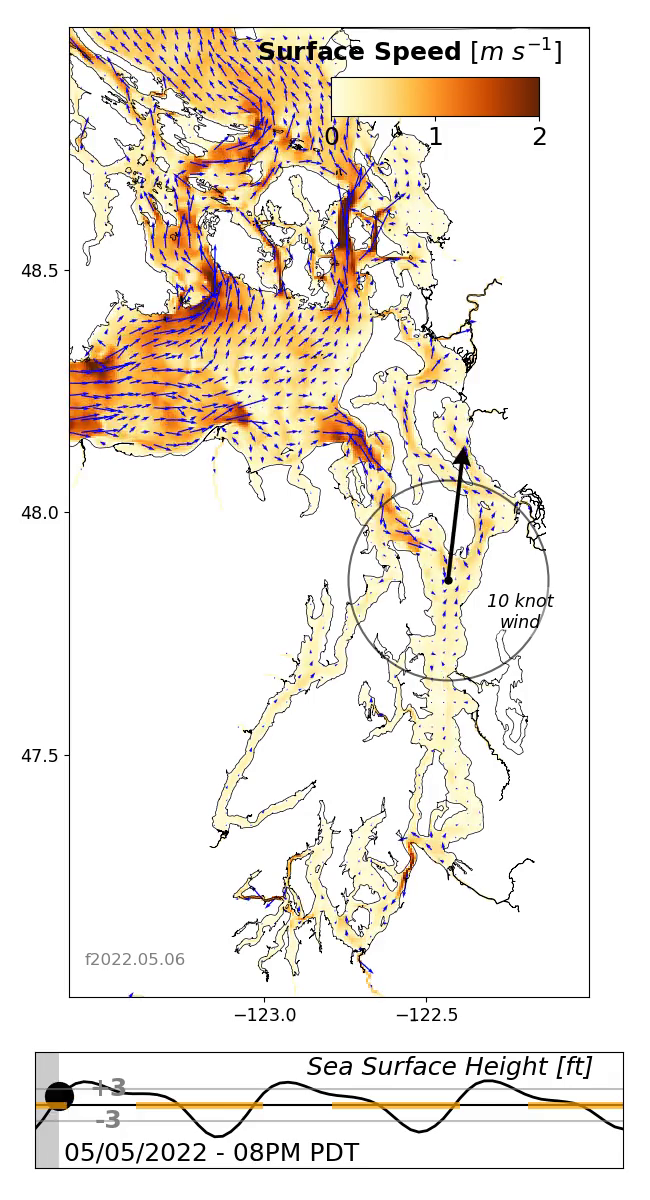 Surface Speed [m s⁻¹]
0 1 2
48.5
48.0
10 knot
wind
47.5
f2022.05.06
−123.0 −122.5
Sea Surface Height [ft]
+3
-3
05/05/2022 - 08PM PDT